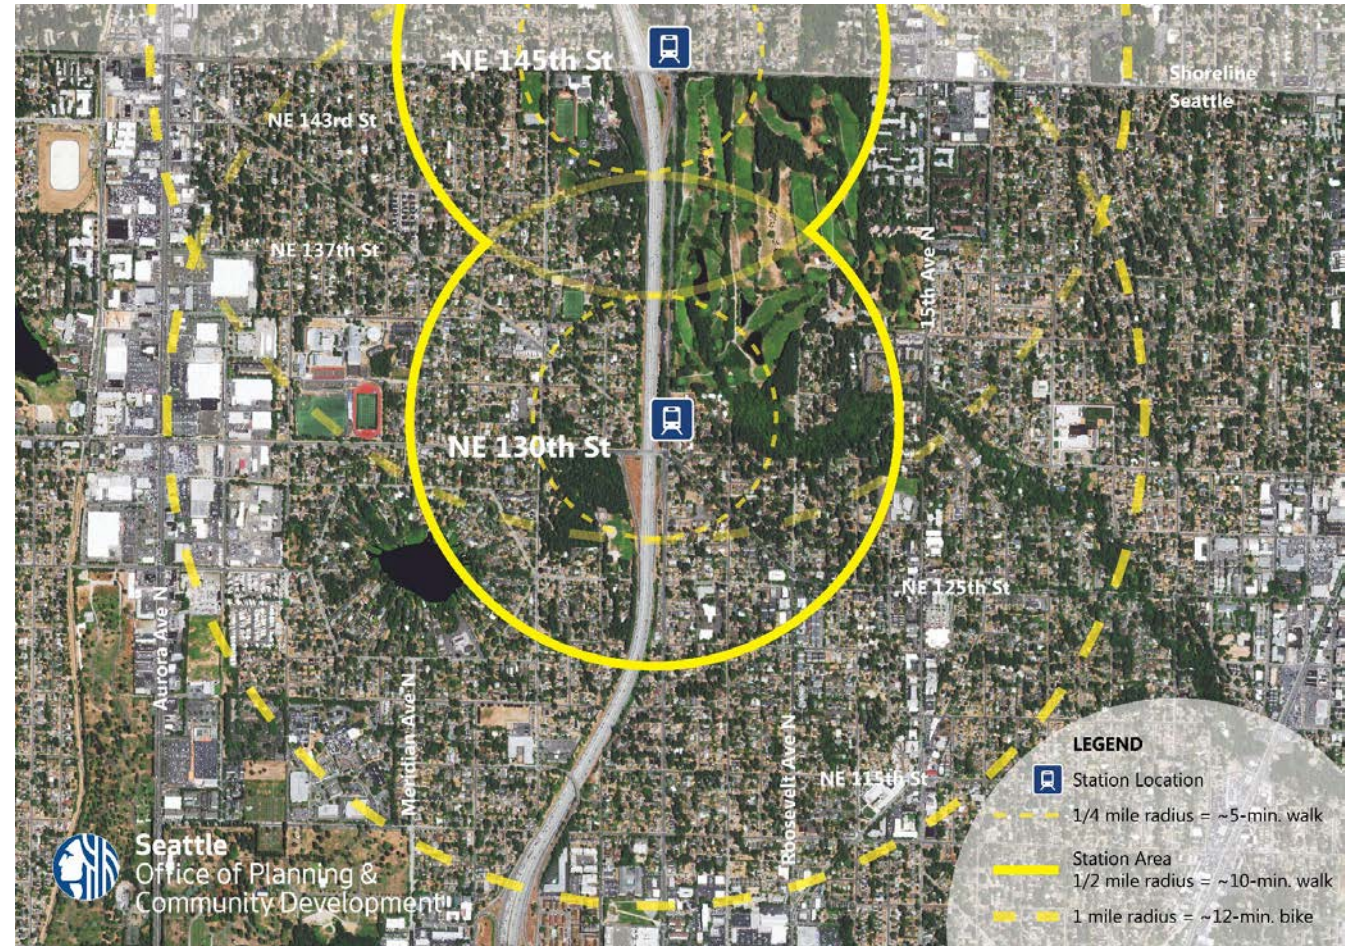 NE 145th St
Shoreline
Seattle
NE 143rd St
NE 137th St
15th Ave N
NE 130th St
NE 125th St
Aurora Ave N
Meridian Ave N
Roosevelt Ave N
NE 115th St
LEGEND
Station Location
1/4 mile radius = ~5-min. walk
Station Area
1/2 mile radius = ~10-min. walk
1 mile radius = ~12-min. bike
Seattle
Office of Planning &
Community Development